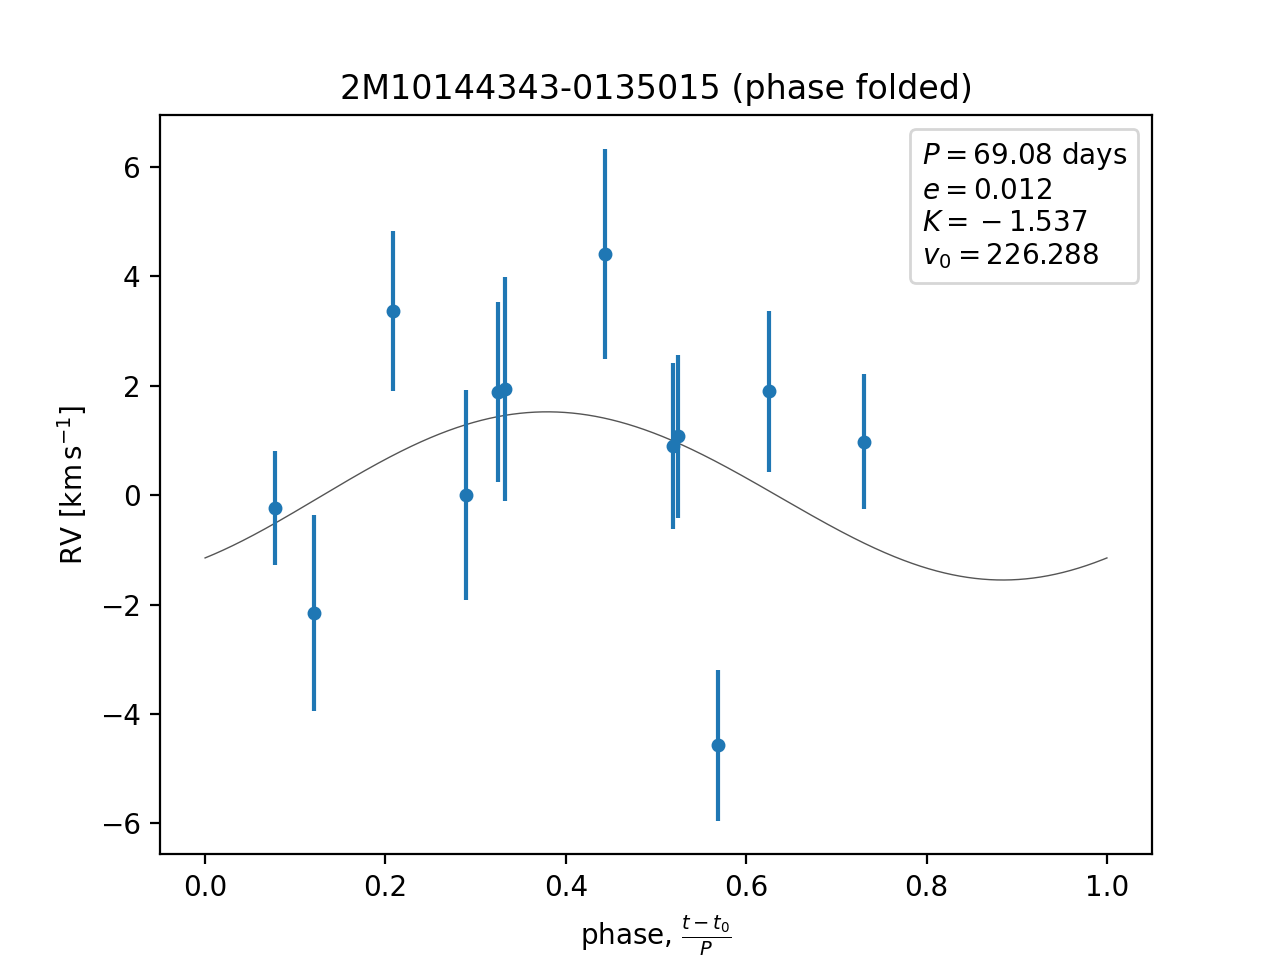 2M10144343-0135015 (phase folded)
P = 69.08 days
e = 0.012
K = −1.537
v₀ = 226.288
6
4
2
0
−2
−4
−6
RV [km s⁻¹]
0.0 0.2 0.4 0.6 0.8 1.0
phase, (t − t₀)/P